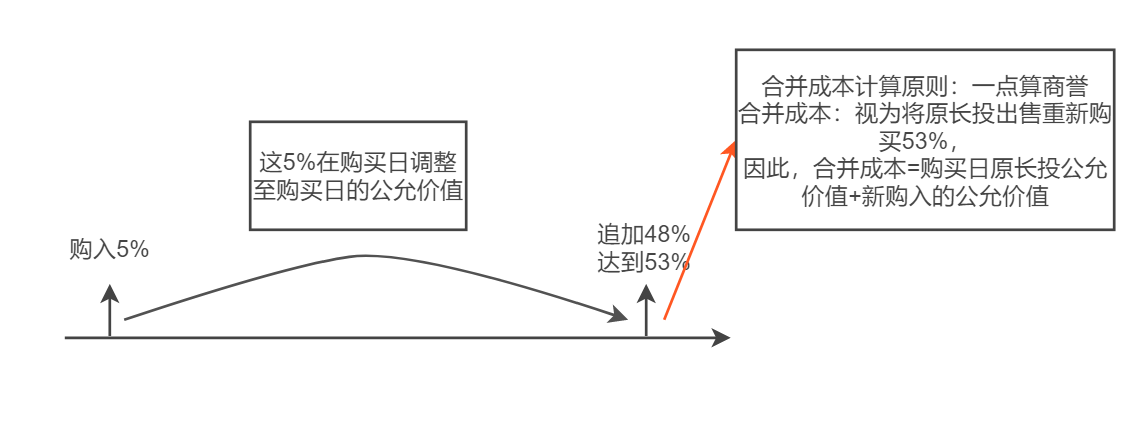 合并成本计算原则：一点算商誉
合并成本：视为将原长投出售重新购
买53%，
因此，合并成本=购买日原长投公允
价值+新购入的公允价值
这5%在购买日调整
至购买日的公允价值
购入5%
追加48%
达到53%